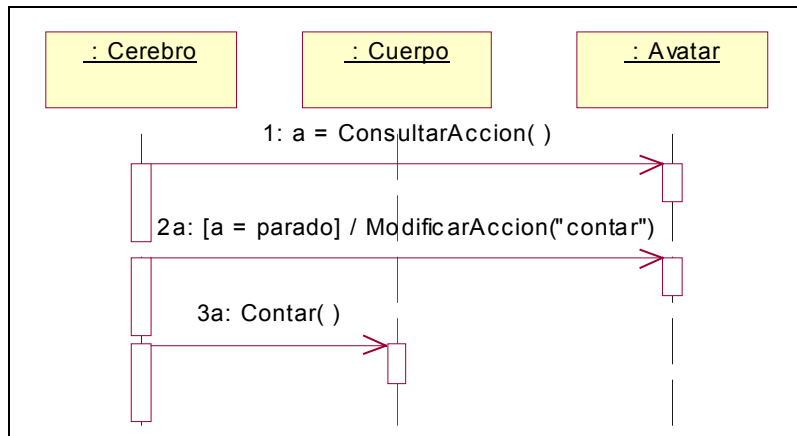 : Cerebro
: Cuerpo
: Avatar
1: a = ConsultarAccion( )
2a: [a = parado] / ModificarAccion("contar")
3a: Contar( )